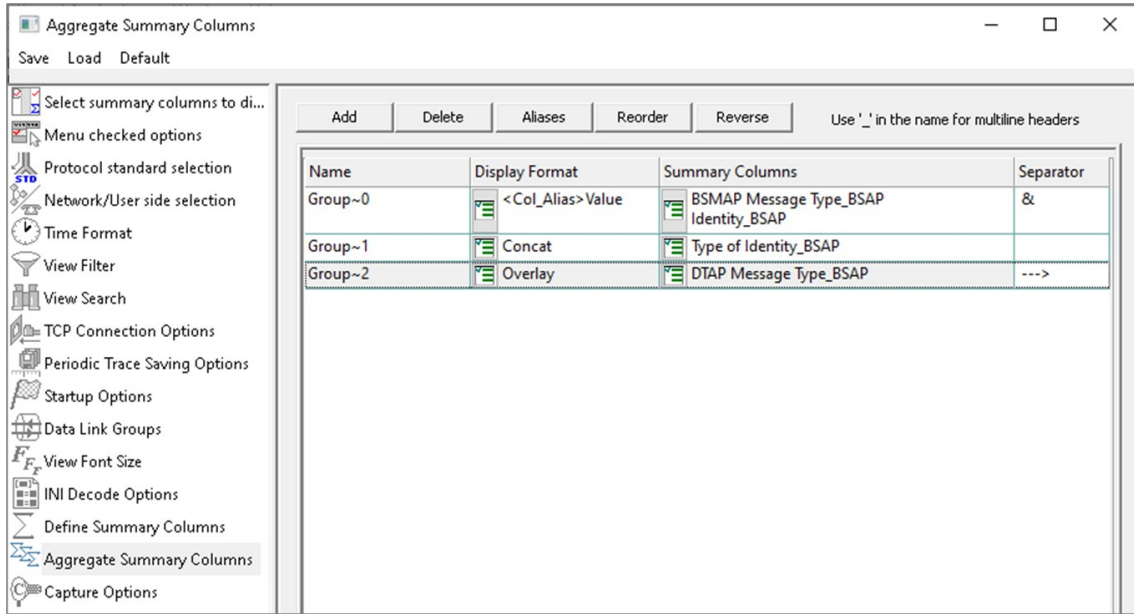 Aggregate Summary Columns
Save Load Default
Select summary columns to di...
Menu checked options
Protocol standard selection
Network/User side selection
Time Format
View Filter
View Search
TCP Connection Options
Periodic Trace Saving Options
Startup Options
Data Link Groups
View Font Size
INI Decode Options
Define Summary Columns
Aggregate Summary Columns
Capture Options
Add Delete Aliases Reorder Reverse Use '_' in the name for multiline headers
Name Display Format Summary Columns Separator
Group~0 <Col_Alias>Value BSMAP Message Type_BSAP &
Identity_BSAP
Group~1 Concat Type of Identity_BSAP
Group~2 Overlay DTAP Message Type_BSAP --->